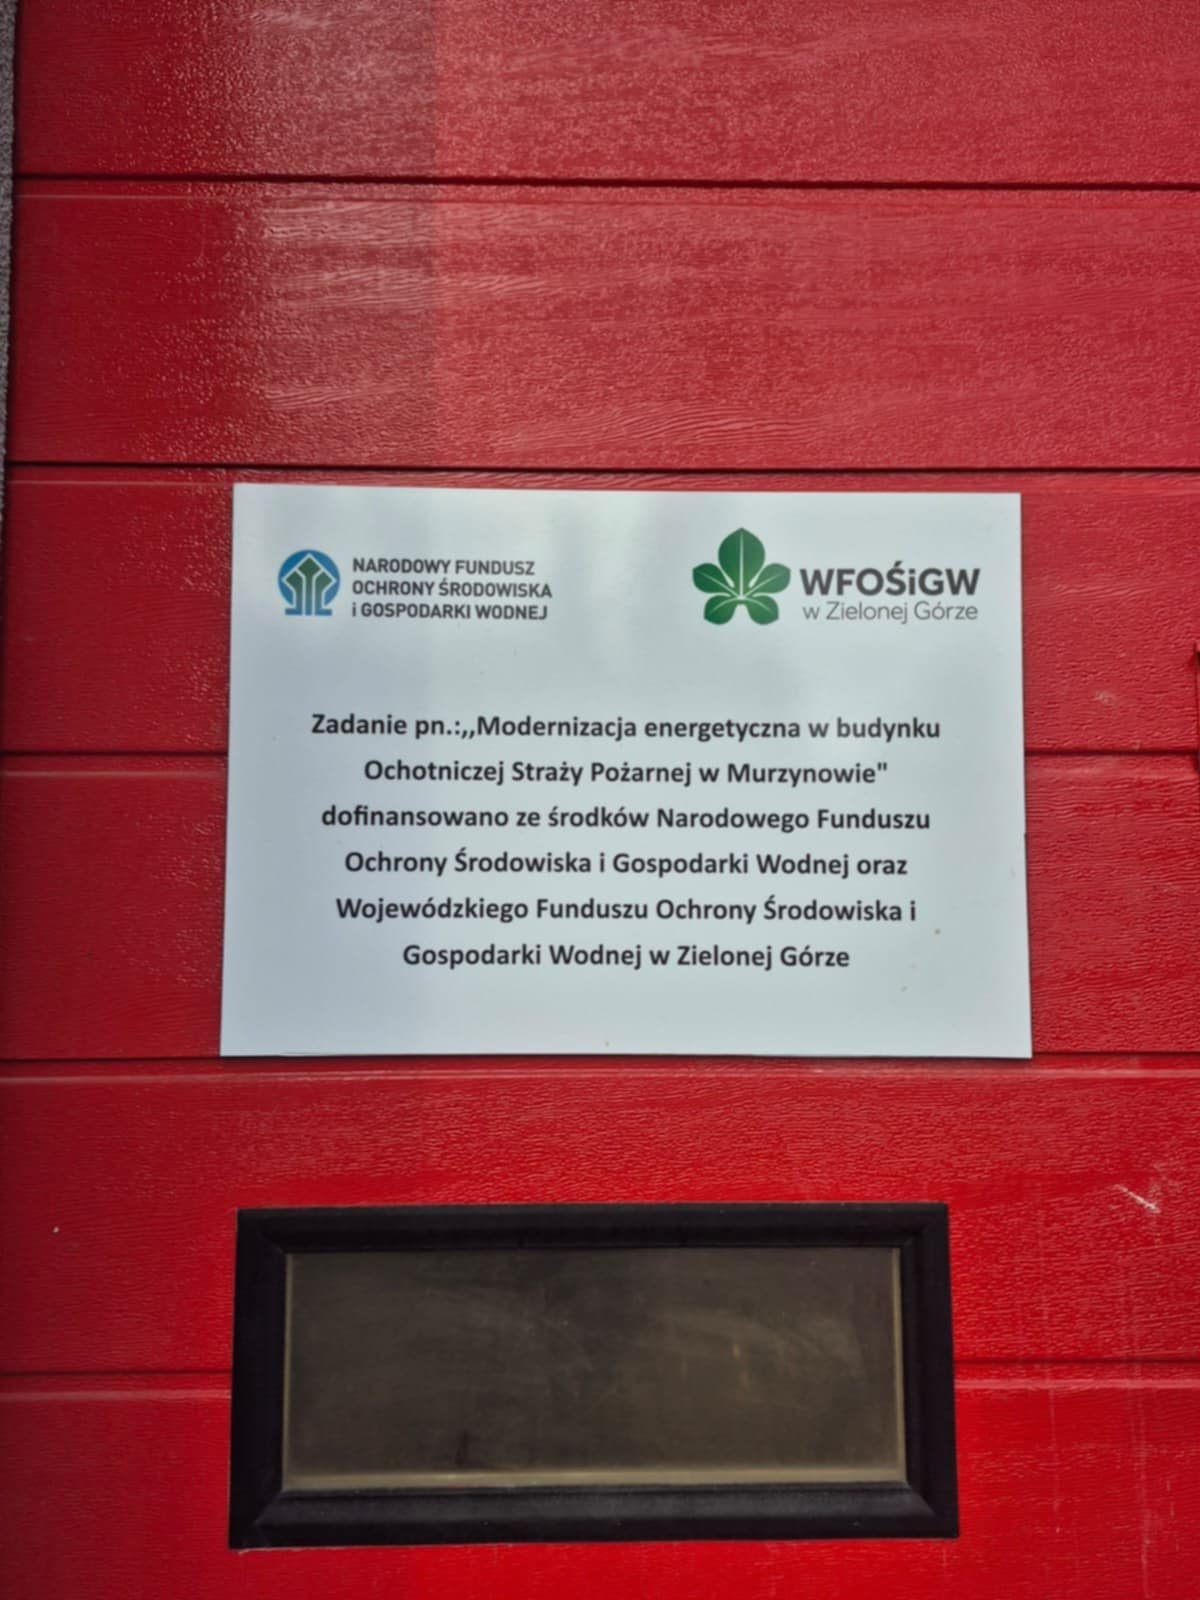 NARODOWY FUNDUSZ
OCHRONY ŚRODOWISKA
i GOSPODARKI WODNEJ
WFOŚiGW
w Zielonej Górze
Zadanie pn.:,,Modernizacja energetyczna w budynku
Ochotniczej Straży Pożarnej w Murzynowie"
dofinansowano ze środków Narodowego Funduszu
Ochrony Środowiska i Gospodarki Wodnej oraz
Wojewódzkiego Funduszu Ochrony Środowiska i
Gospodarki Wodnej w Zielonej Górze